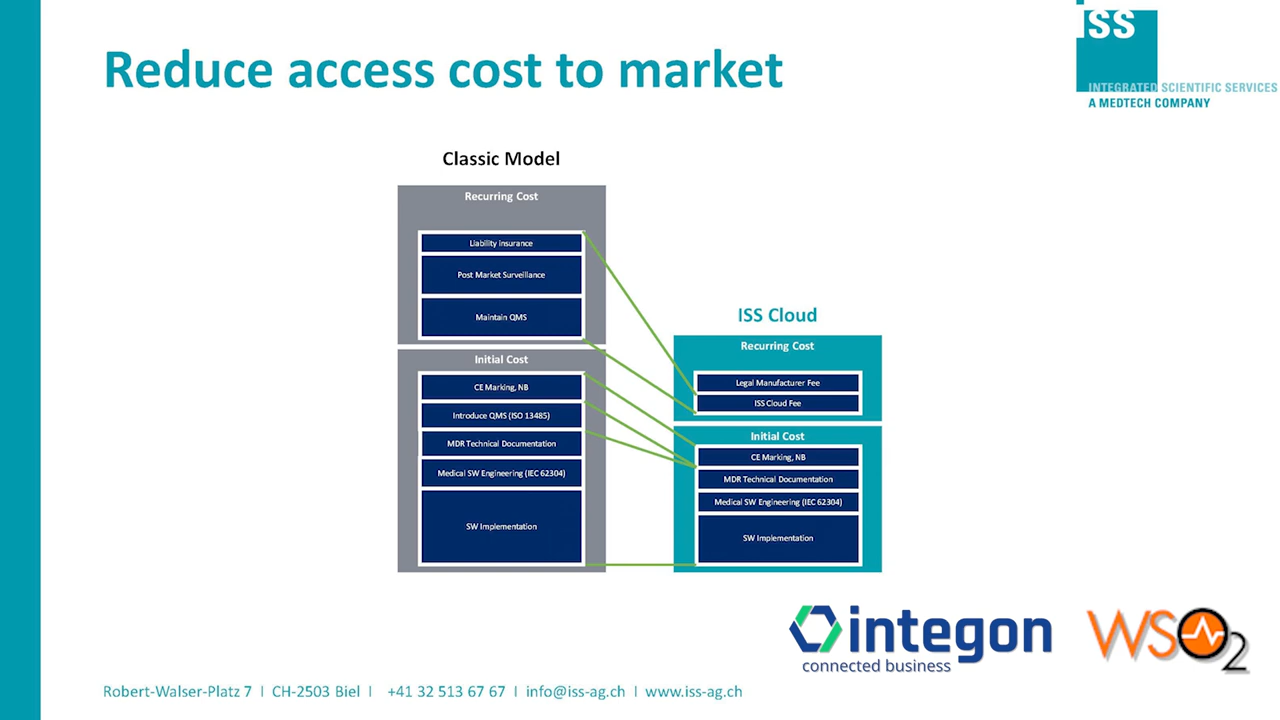 iss
INTEGRATED SCIENTIFIC SERVICES
A MEDTECH COMPANY
Reduce access cost to market
Classic Model
Recurring Cost
Liability insurance
Post Market Surveillance
Maintain QMS
Initial Cost
CE Marking, NB
Introduce QMS (ISO 13485)
MDR Technical Documentation
Medical SW Engineering (IEC 62304)
SW Implementation
ISS Cloud
Recurring Cost
Legal Manufacturer Fee
ISS Cloud Fee
Initial Cost
CE Marking, NB
MDR Technical Documentation
Medical SW Engineering (IEC 62304)
SW Implementation
integon
connected business
WSO2
Robert-Walser-Platz 7 I CH-2503 Biel I +41 32 513 67 67 I info@iss-ag.ch I www.iss-ag.ch